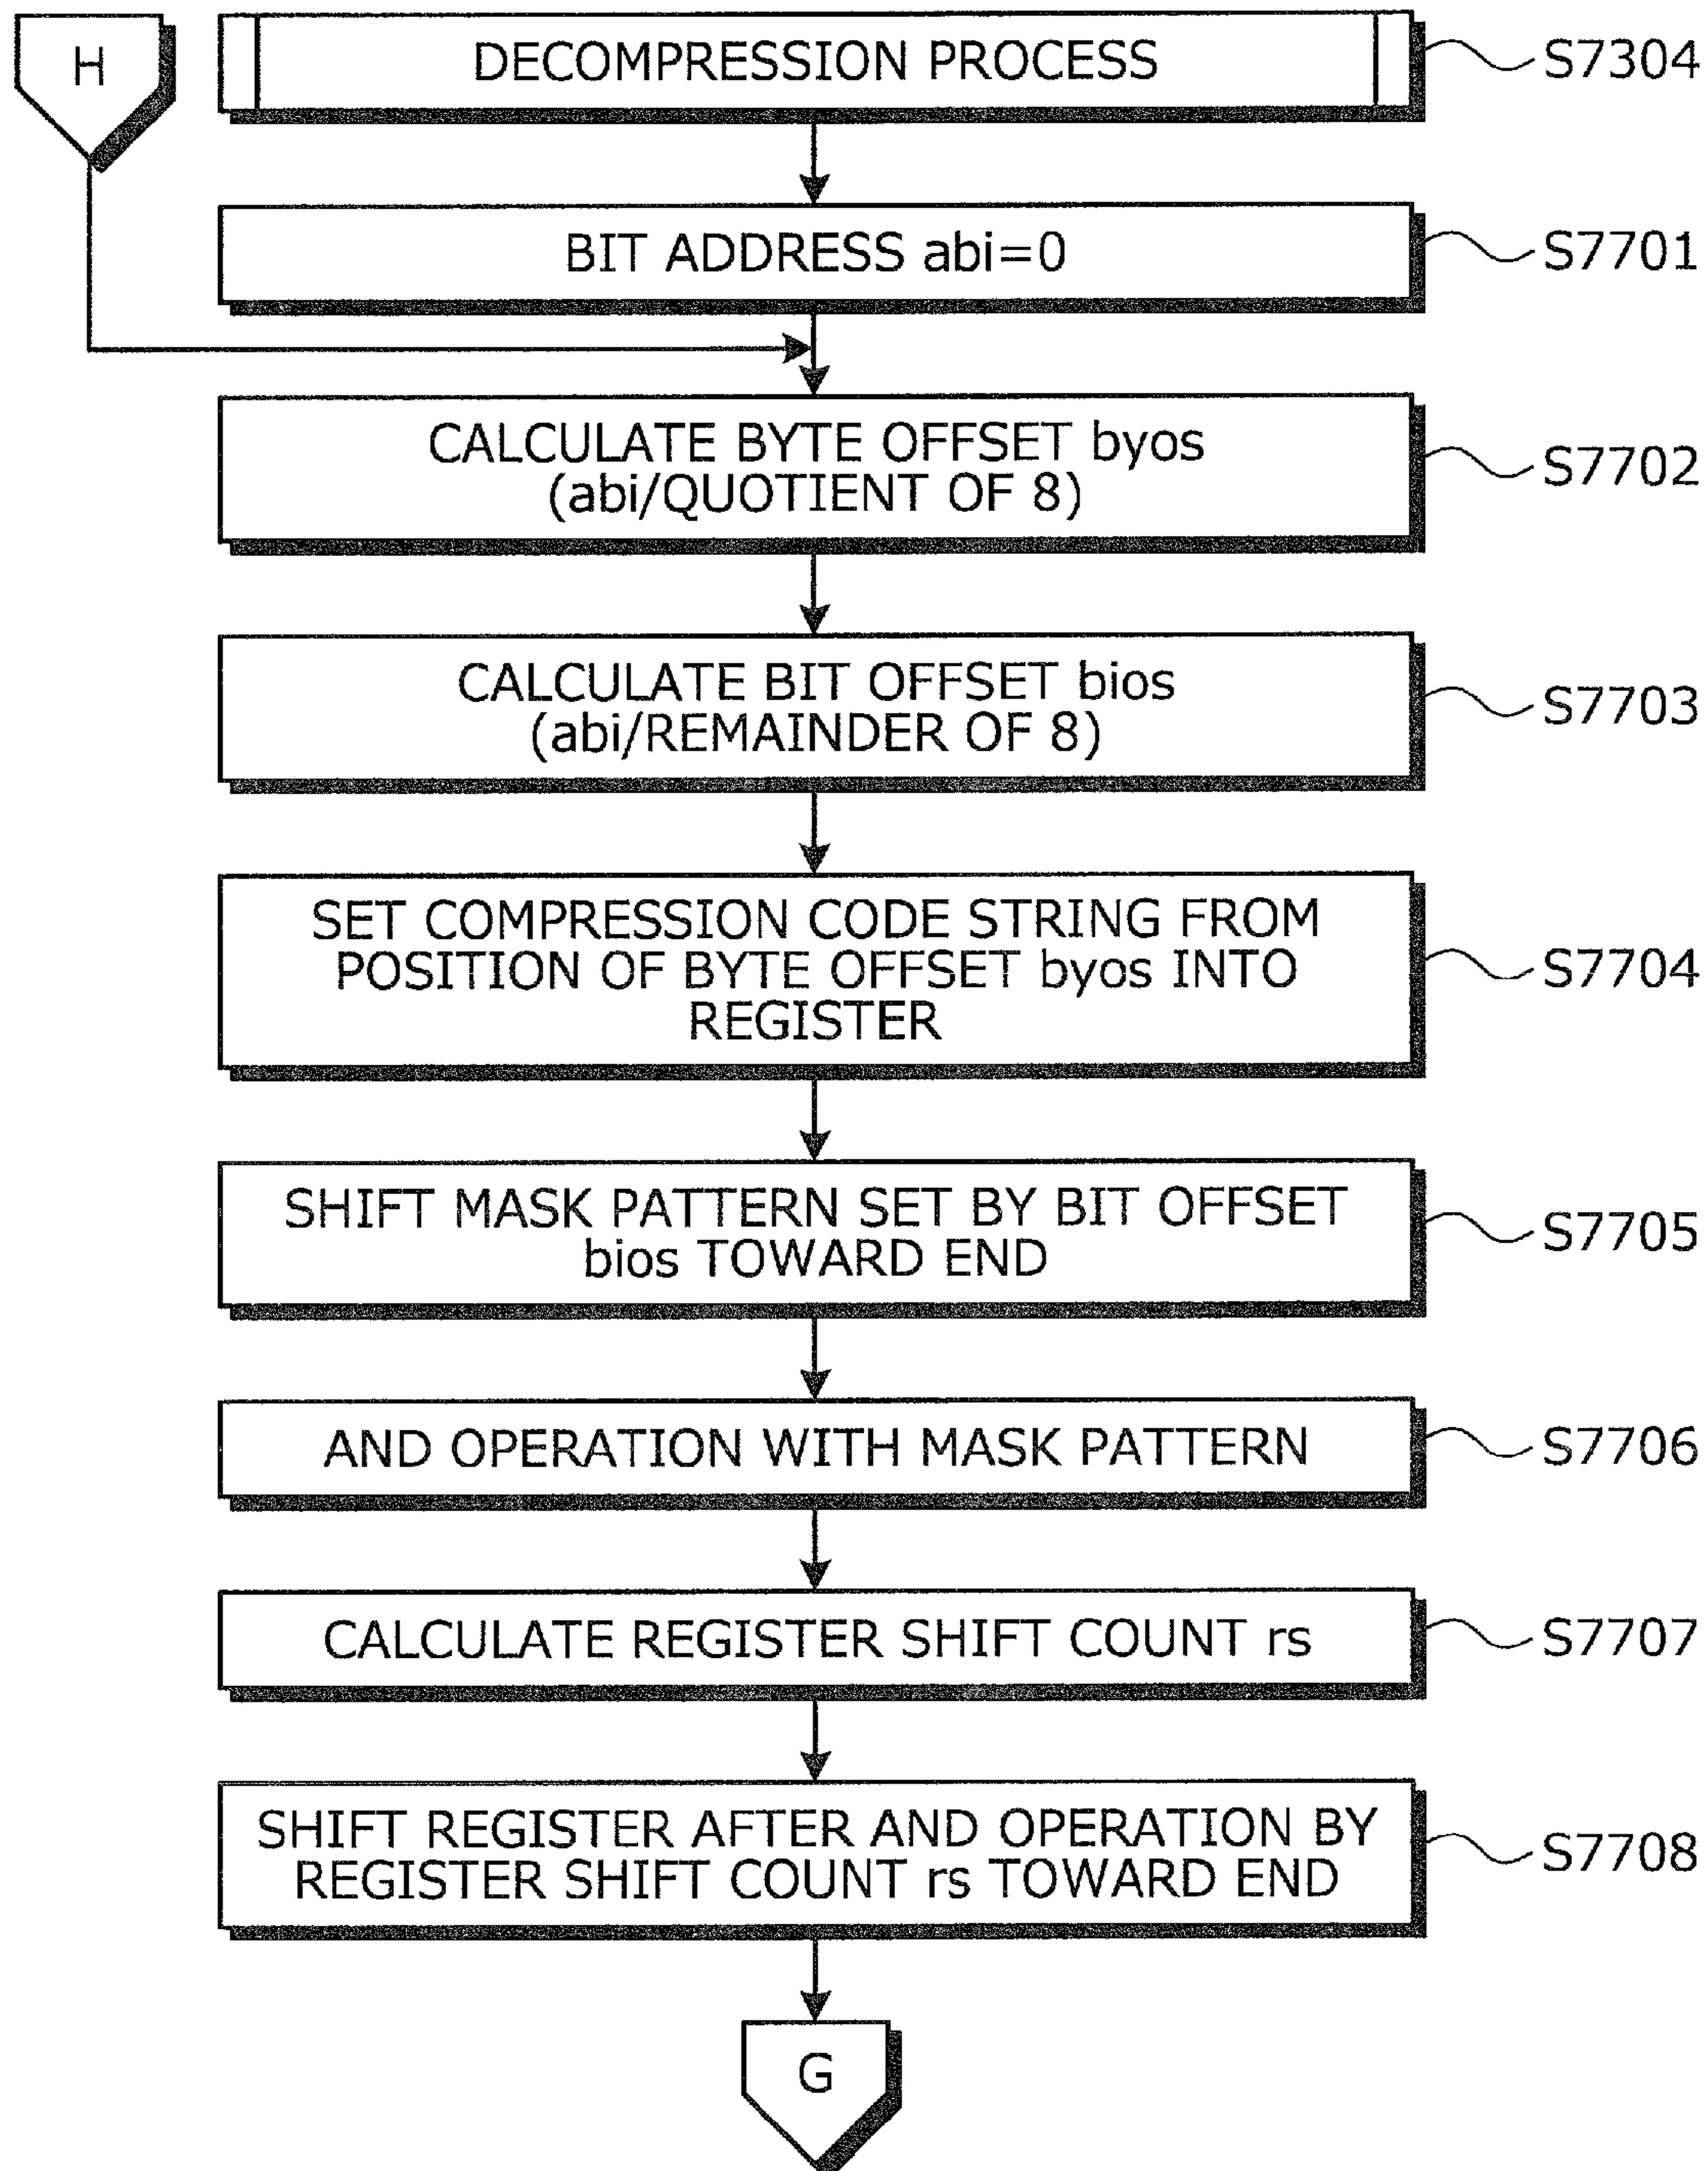 H
DECOMPRESSION PROCESS
S7304
BIT ADDRESS abi=0
S7701
CALCULATE BYTE OFFSET byos
(abi/QUOTIENT OF 8)
S7702
CALCULATE BIT OFFSET bios
(abi/REMAINDER OF 8)
S7703
SET COMPRESSION CODE STRING FROM
POSITION OF BYTE OFFSET byos INTO
REGISTER
S7704
SHIFT MASK PATTERN SET BY BIT OFFSET
bios TOWARD END
S7705
AND OPERATION WITH MASK PATTERN
S7706
CALCULATE REGISTER SHIFT COUNT rs
S7707
SHIFT REGISTER AFTER AND OPERATION BY
REGISTER SHIFT COUNT rs TOWARD END
S7708
G